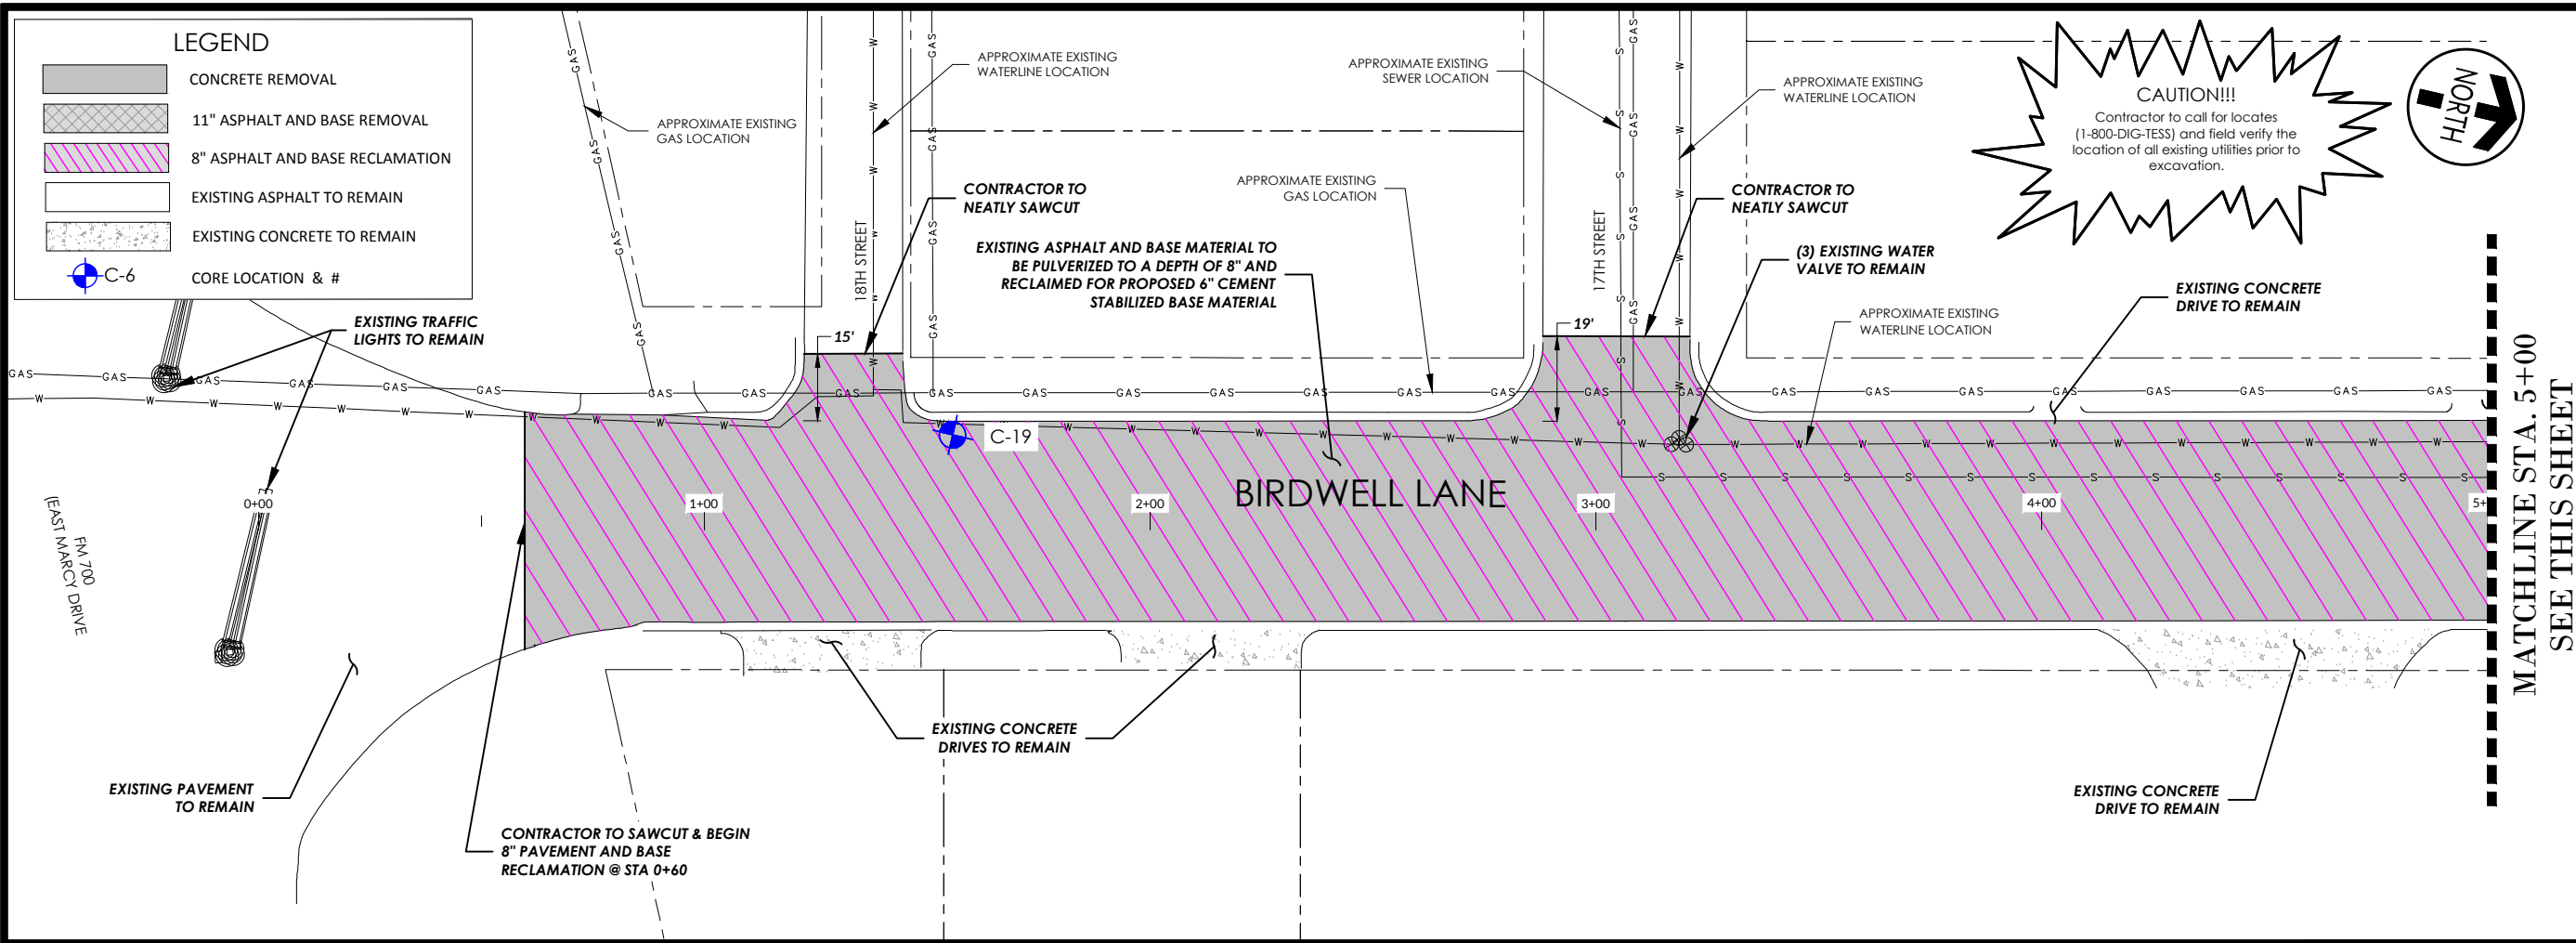 LEGEND
CONCRETE REMOVAL
11" ASPHALT AND BASE REMOVAL
8" ASPHALT AND BASE RECLAMATION
EXISTING ASPHALT TO REMAIN
EXISTING CONCRETE TO REMAIN
C-6
CORE LOCATION & #
APPROXIMATE EXISTING
GAS LOCATION
APPROXIMATE EXISTING
WATERLINE LOCATION
APPROXIMATE EXISTING
SEWER LOCATION
APPROXIMATE EXISTING
WATERLINE LOCATION
CAUTION!!!
Contractor to call for locates
(1-800-DIG-TESS) and field verify the
location of all existing utilities prior to
excavation.
NORTH
CONTRACTOR TO
NEATLY SAWCUT
APPROXIMATE EXISTING
GAS LOCATION
CONTRACTOR TO
NEATLY SAWCUT
18TH STREET
17TH STREET
EXISTING ASPHALT AND BASE MATERIAL TO
BE PULVERIZED TO A DEPTH OF 8" AND
RECLAIMED FOR PROPOSED 6" CEMENT
STABILIZED BASE MATERIAL
(3) EXISTING WATER
VALVE TO REMAIN
EXISTING CONCRETE
DRIVE TO REMAIN
APPROXIMATE EXISTING
WATERLINE LOCATION
EXISTING TRAFFIC
LIGHTS TO REMAIN
15'
19'
GAS
W
S
C-19
BIRDWELL LANE
0+00
1+00
2+00
3+00
4+00
5+
FM 700
(EAST MARCY DRIVE
MATCHLINE STA. 5+00
SEE THIS SHEET
EXISTING CONCRETE
DRIVES TO REMAIN
EXISTING PAVEMENT
TO REMAIN
CONTRACTOR TO SAWCUT & BEGIN
8" PAVEMENT AND BASE
RECLAMATION @ STA 0+60
EXISTING CONCRETE
DRIVE TO REMAIN